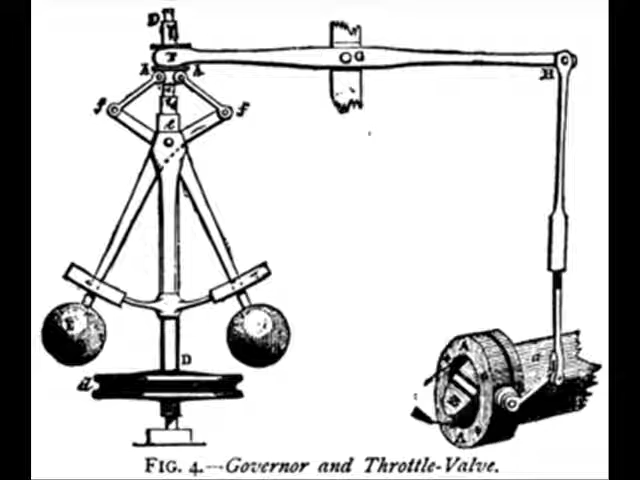 D
F
G
A
A
H
f
f
e
E
D
d
a
A
B
FIG. 4.—Governor and Throttle-Valve.